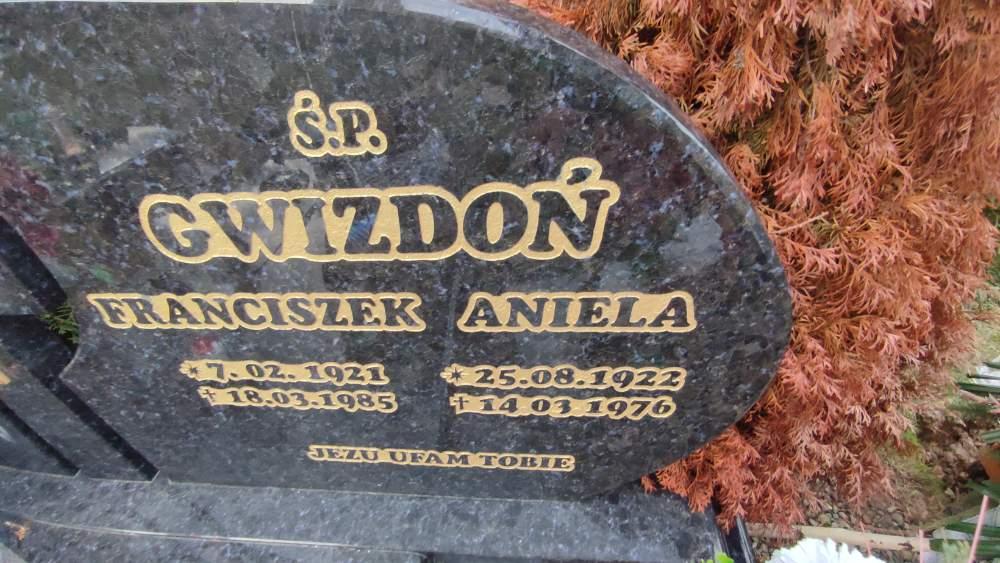 Ś.P.
GWIZDOŃ
FRANCISZEK ANIELA
* 7. 02. 1921 * 25.08.1922
† 18.03.1985 † 14.03.1976
JEZU UFAM TOBIE